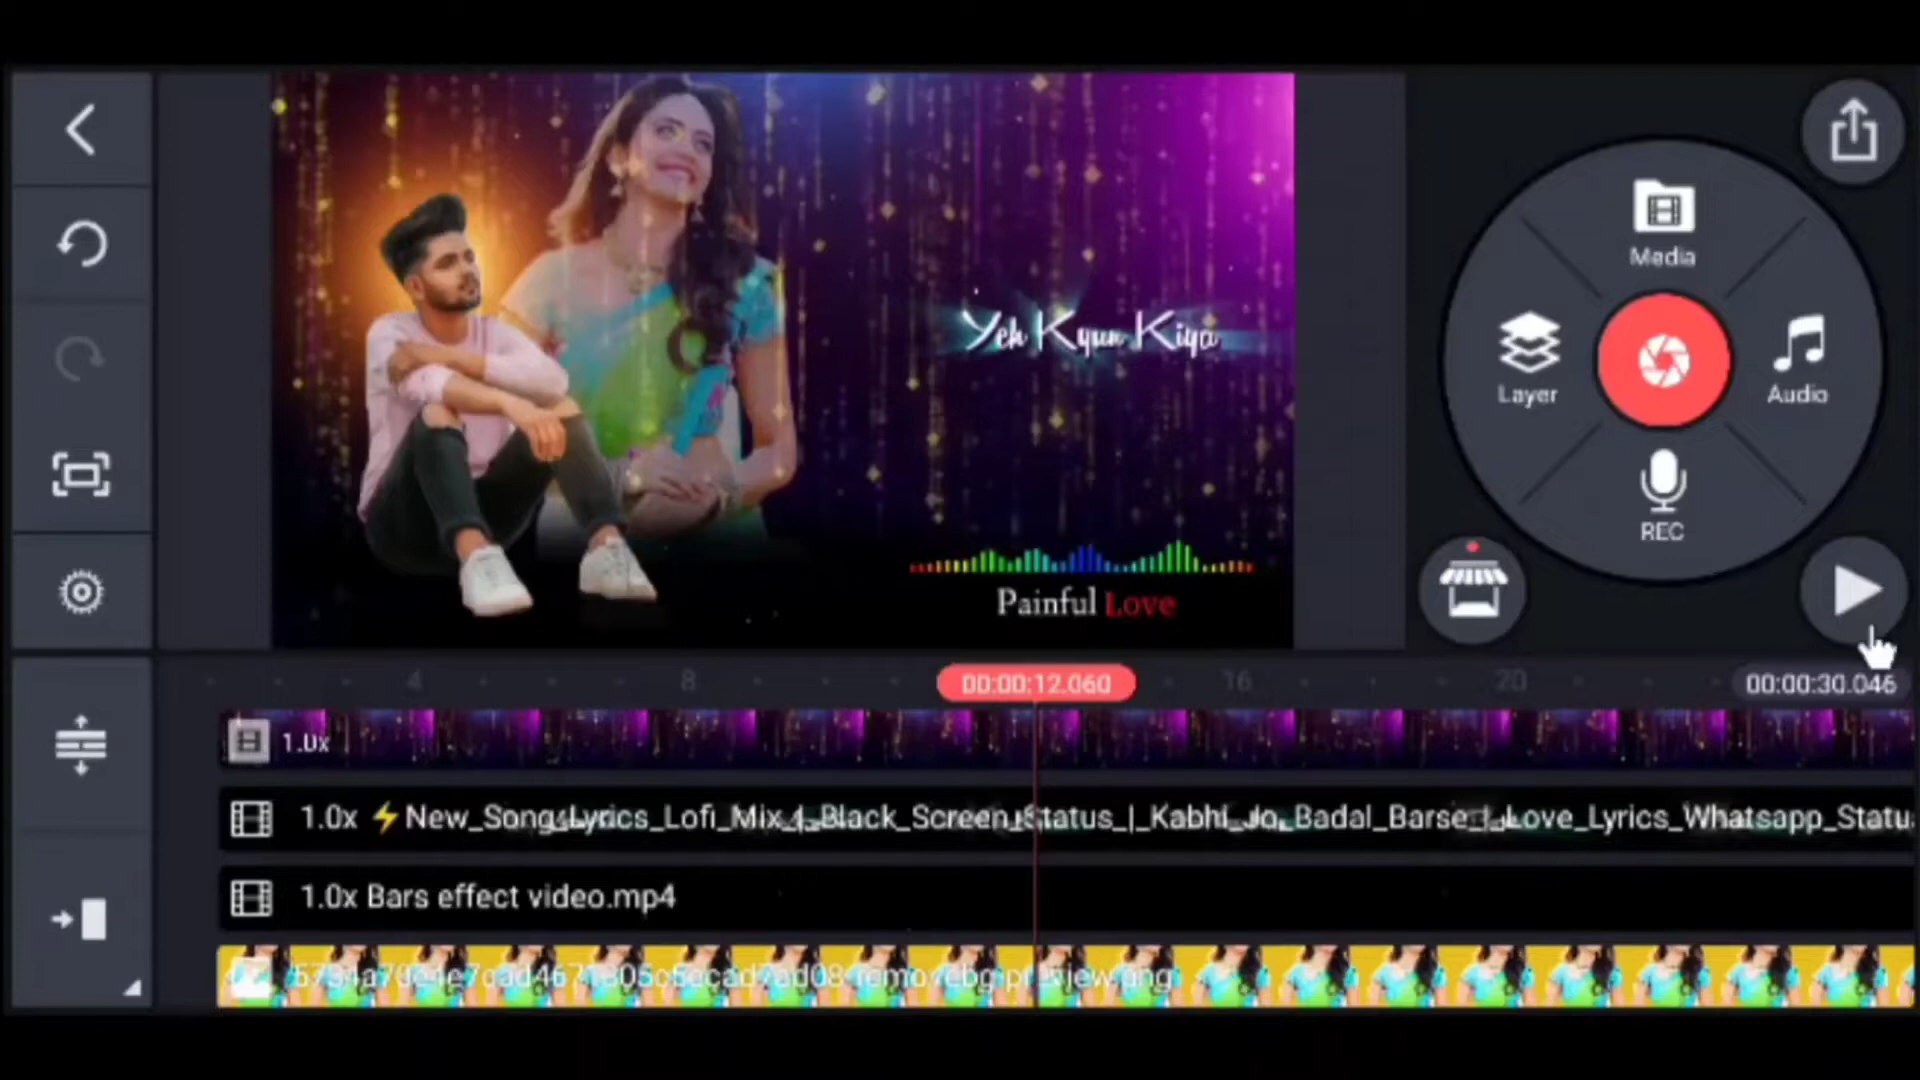 Media
Layer
Audio
REC
Yeh Kyun Kiya
Painful Love
4
8
00:00:12.060
16
20
00:00:30.046
1.0x
1.0x ⚡New_Song_Lyrics_Lofi_Mix_|_Black_Screen_Status_|_Kabhi_Jo_Badal_Barse_|_Love_Lyrics_Whatsapp_Statu
1.0x Bars effect video.mp4